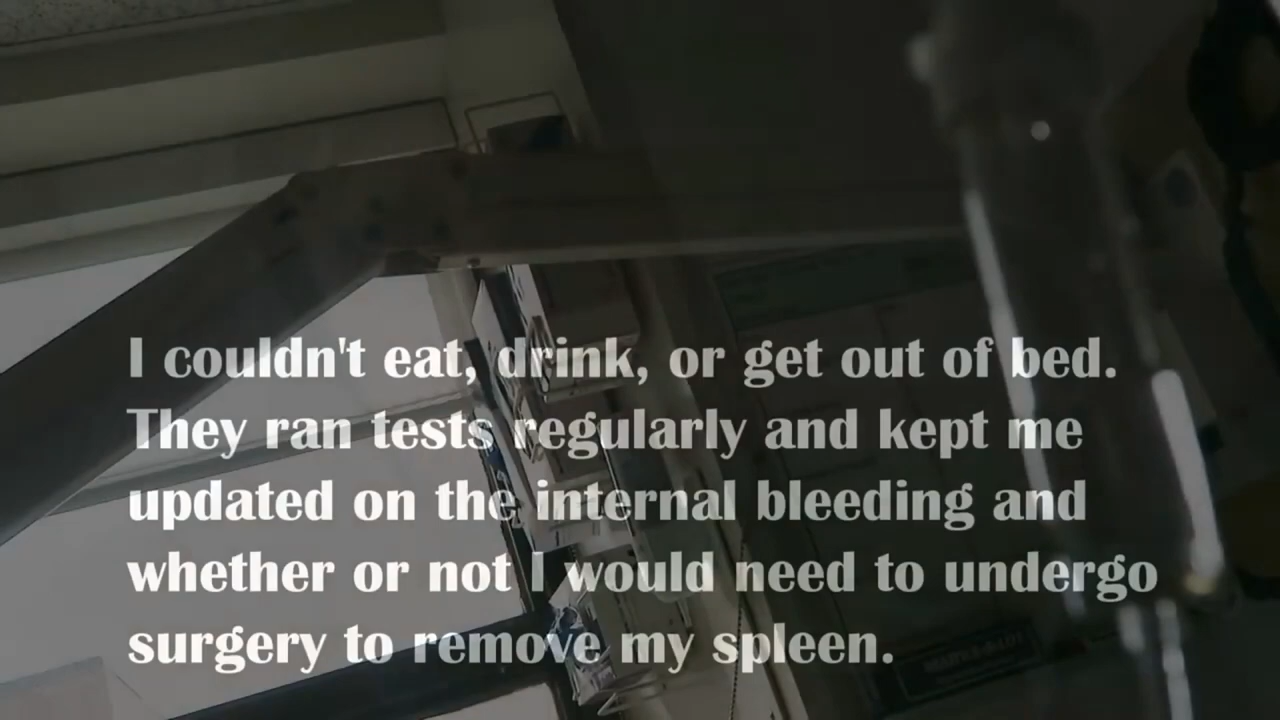 I couldn't eat, drink, or get out of bed.
They ran tests regularly and kept me
updated on the internal bleeding and
whether or not I would need to undergo
surgery to remove my spleen.